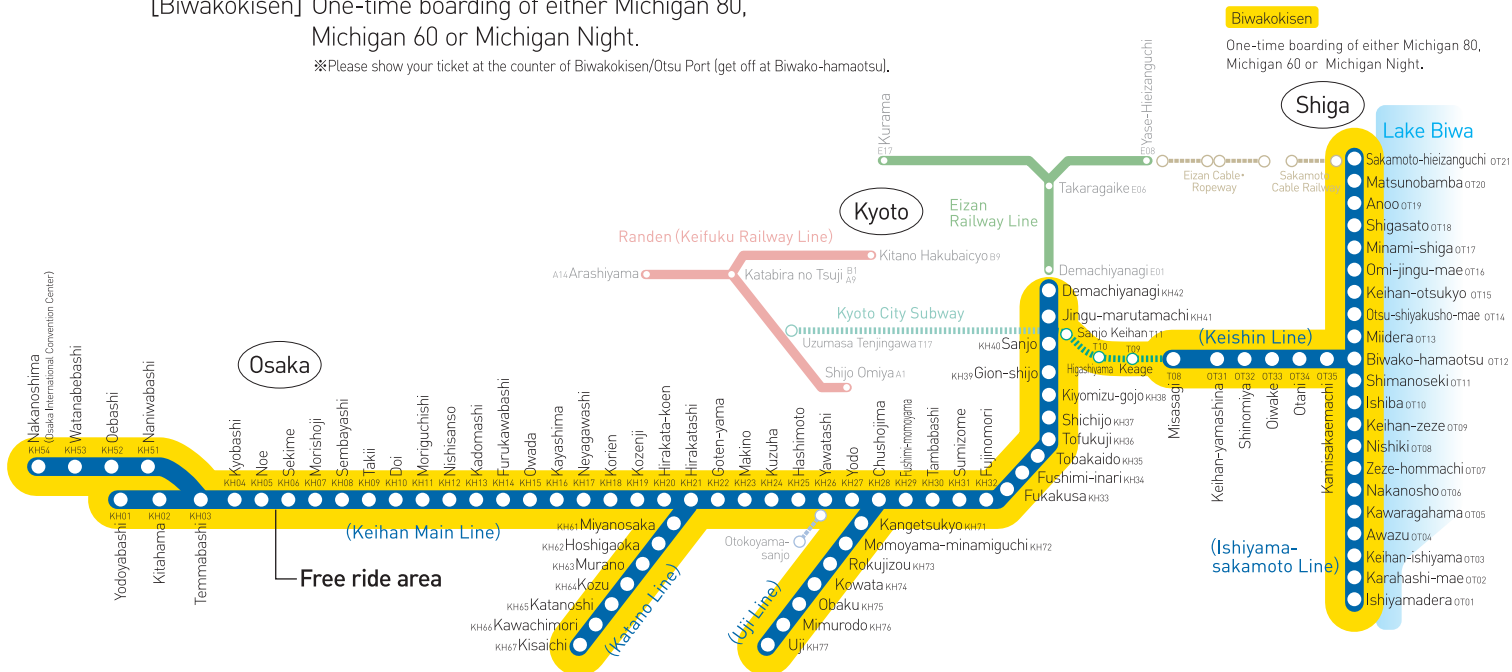 [Biwakokisen] One-time boarding of either Michigan 80,
Michigan 60 or Michigan Night.
※Please show your ticket at the counter of Biwakokisen/Otsu Port (get off at Biwako-hamaotsu).
Biwakokisen
One-time boarding of either Michigan 80,
Michigan 60 or Michigan Night.
Shiga
Lake Biwa
Kyoto
Osaka
Kurama
E17
Yase-Hieizanguchi
E08
Takaragaike E06
Eizan
Railway Line
Demachiyanagi E01
Eizan Cable・
Ropeway
Sakamoto
Cable Railway
Randen (Keifuku Railway Line)
A14 Arashiyama
Katabira no Tsuji B1
A9
Kitano Hakubaicyo B9
Shijo Omiya A1
Kyoto City Subway
Uzumasa Tenjingawa T17
Sanjo Keihan T11
T10
Higashiyama
T09
Keage
(Keishin Line)
T08
Misasagi
OT31
Keihan-yamashina
OT32
Shinomiya
OT33
Oiwake
OT34
Otani
OT35
Kamisakaemachi
Sakamoto-hieizanguchi OT21
Matsunobamba OT20
Anoo OT19
Shigasato OT18
Minami-shiga OT17
Omi-jingu-mae OT16
Keihan-otsukyo OT15
Otsu-shiyakusho-mae OT14
Miidera OT13
Biwako-hamaotsu OT12
Shimanoseki OT11
Ishiba OT10
Keihan-zeze OT09
Nishiki OT08
Zeze-hommachi OT07
Nakanosho OT06
Kawaragahama OT05
Awazu OT04
Keihan-ishiyama OT03
Karahashi-mae OT02
Ishiyamadera OT01
(Ishiyama-
sakamoto Line)
Demachiyanagi KH42
Jingu-marutamachi KH41
KH40 Sanjo
KH39 Gion-shijo
Kiyomizu-gojo KH38
Shichijo KH37
Tofukuji KH36
Tobakaido KH35
Fushimi-inari KH34
Fukakusa KH33
Nakanoshima
(Osaka International Convention Center)
KH54
Watanabebashi
KH53
Oebashi
KH52
Naniwabashi
KH51
KH01
Yodoyabashi
KH02
Kitahama
KH03
Temmabashi
Kyobashi
KH04
Noe
KH05
Sekime
KH06
Morishoji
KH07
Sembayashi
KH08
Takii
KH09
Doi
KH10
Moriguchishi
KH11
Nishisanso
KH12
Kadomashi
KH13
Furukawabashi
KH14
Owada
KH15
Kayashima
KH16
Neyagawashi
KH17
Korien
KH18
Kozenji
KH19
Hirakata-koen
KH20
Hirakatashi
KH21
Goten-yama
KH22
Makino
KH23
Kuzuha
KH24
Hashimoto
KH25
Yawatashi
KH26
Yodo
KH27
Chushojima
KH28
Fushimi-momoyama
KH29
Tambabashi
KH30
Sumizome
KH31
Fujinomori
KH32
(Keihan Main Line)
Free ride area
KH61 Miyanosaka
KH62 Hoshigaoka
KH63 Murano
KH64 Kozu
KH65 Katanoshi
KH66 Kawachimori
KH67 Kisaichi
(Katano Line)
Otokoyama-
sanjo
Kangetsukyo KH71
Momoyama-minamiguchi KH72
Rokujizou KH73
Kowata KH74
Obaku KH75
Mimurodo KH76
Uji KH77
(Uji Line)